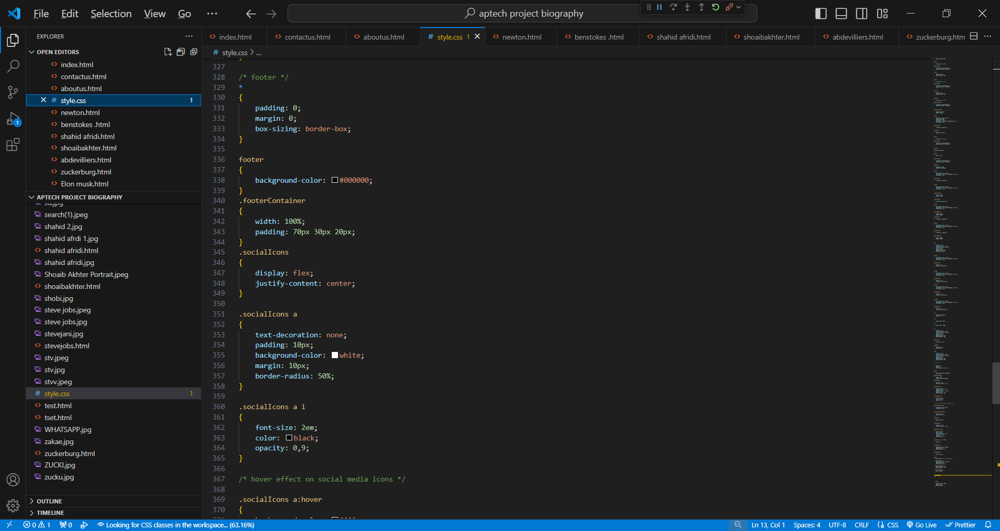 File Edit Selection View Go ... aptech project biography
EXPLORER ...
OPEN EDITORS
index.html
contactus.html
aboutus.html
style.css 1
newton.html
benstokes .html
shahid afridi.html
shoaibakhter.html
abdevilliers.html
zuckerburg.html
Elon musk.html
APTECH PROJECT BIOGRAPHY
search(1).jpeg
shahid 2.jpg
shahid afrdi 1.jpg
shahid afridi.html
shahid afridi.jpg
Shoaib Akhter Portrait.jpeg
shoaibakhter.html
shobi.jpg
steve jobs.jpeg
steve jobs.jpg
stevejani.jpg
stevejobs.html
stv.jpeg
stv.jpg
stvv.jpeg
style.css 1
test.html
tset.html
WHATSAPP.jpg
zakae.jpg
zuckerburg.html
ZUCKI.jpg
zucku.jpg
OUTLINE
TIMELINE
index.html contactus.html aboutus.html style.css 1 newton.html benstokes .html shahid afridi.html shoaibakhter.html abdevilliers.html zuckerburg.htm ...
# style.css > ...
327
328 /* footer */
329 *
330 {
331 padding: 0;
332 margin: 0;
333 box-sizing: border-box;
334 }
335
336 footer
337 {
338 background-color: #000000;
339 }
340 .footerContainer
341 {
342 width: 100%;
343 padding: 70px 30px 20px;
344 }
345 .socialIcons
346 {
347 display: flex;
348 justify-content: center;
349 }
350
351 .socialIcons a
352 {
353 text-decoration: none;
354 padding: 10px;
355 background-color: white;
356 margin: 10px;
357 border-radius: 50%;
358 }
359
360 .socialIcons a i
361 {
362 font-size: 2em;
363 color: black;
364 opacity: 0,9;
365 }
366
367 /* hover effect on social media icons */
368
369 .socialIcons a:hover
370 {
0 1 0 Looking for CSS classes in the workspace... (63.16%) Ln 13, Col 1 Spaces: 4 UTF-8 CRLF CSS Go Live Prettier